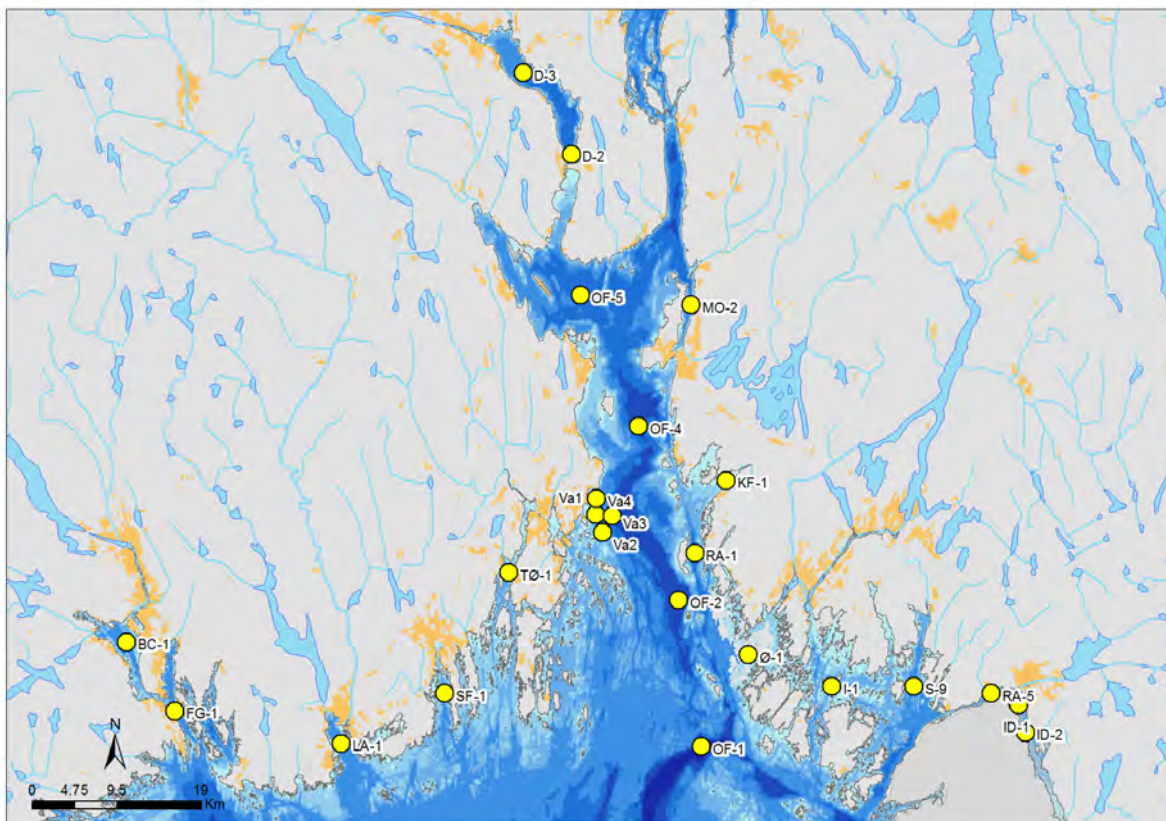 D-3
D-2
OF-5
MO-2
OF-4
KF-1
Va1
Va4
Va3
Va2
RA-1
TØ-1
OF-2
BC-1
Ø-1
I-1
S-9
SF-1
RA-5
FG-1
ID-1
ID-2
LA-1
OF-1
N
0 4.75 9.5 19
Km